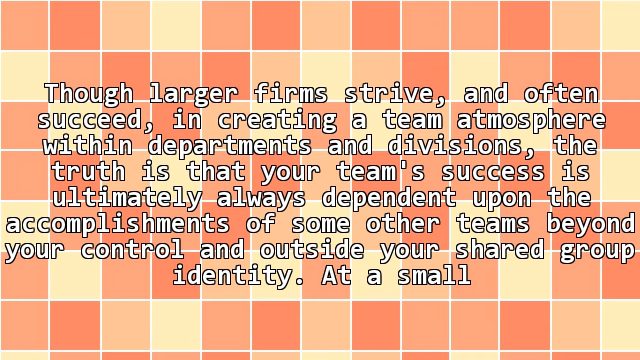 Though larger firms strive, and often
succeed, in creating a team atmosphere
within departments and divisions, the
truth is that your team's success is
ultimately always dependent upon the
accomplishments of some other teams beyond
your control and outside your shared group
identity. At a small